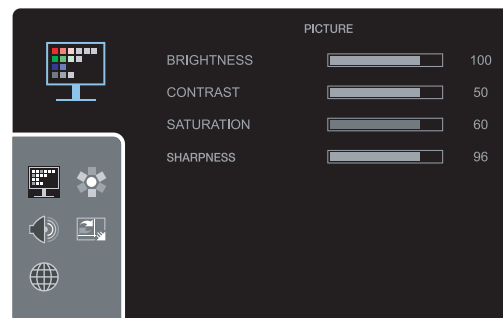 PICTURE
BRIGHTNESS 100
CONTRAST 50
SATURATION 60
SHARPNESS 96